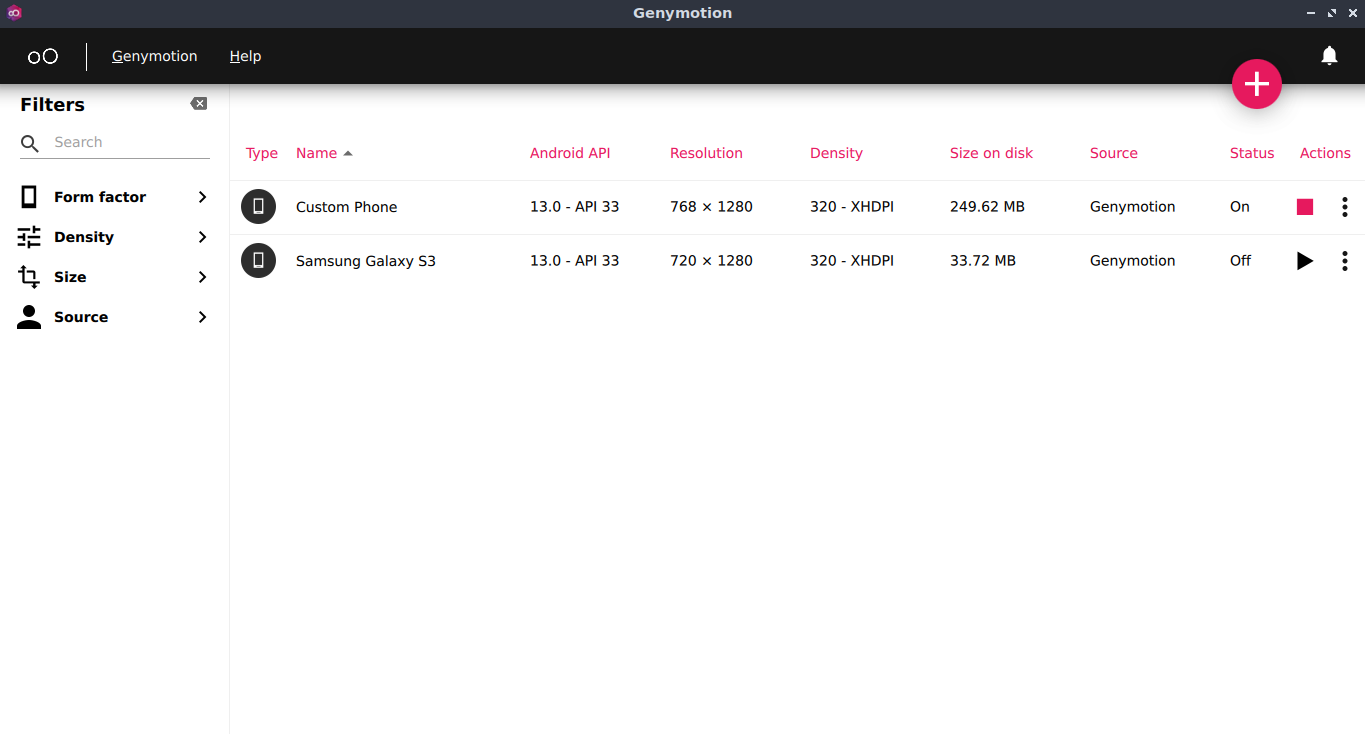 Genymotion
Genymotion Help
Filters
Search
Form factor
Density
Size
Source
Type Name Android API Resolution Density Size on disk Source Status Actions
Custom Phone 13.0 - API 33 768 × 1280 320 - XHDPI 249.62 MB Genymotion On
Samsung Galaxy S3 13.0 - API 33 720 × 1280 320 - XHDPI 33.72 MB Genymotion Off